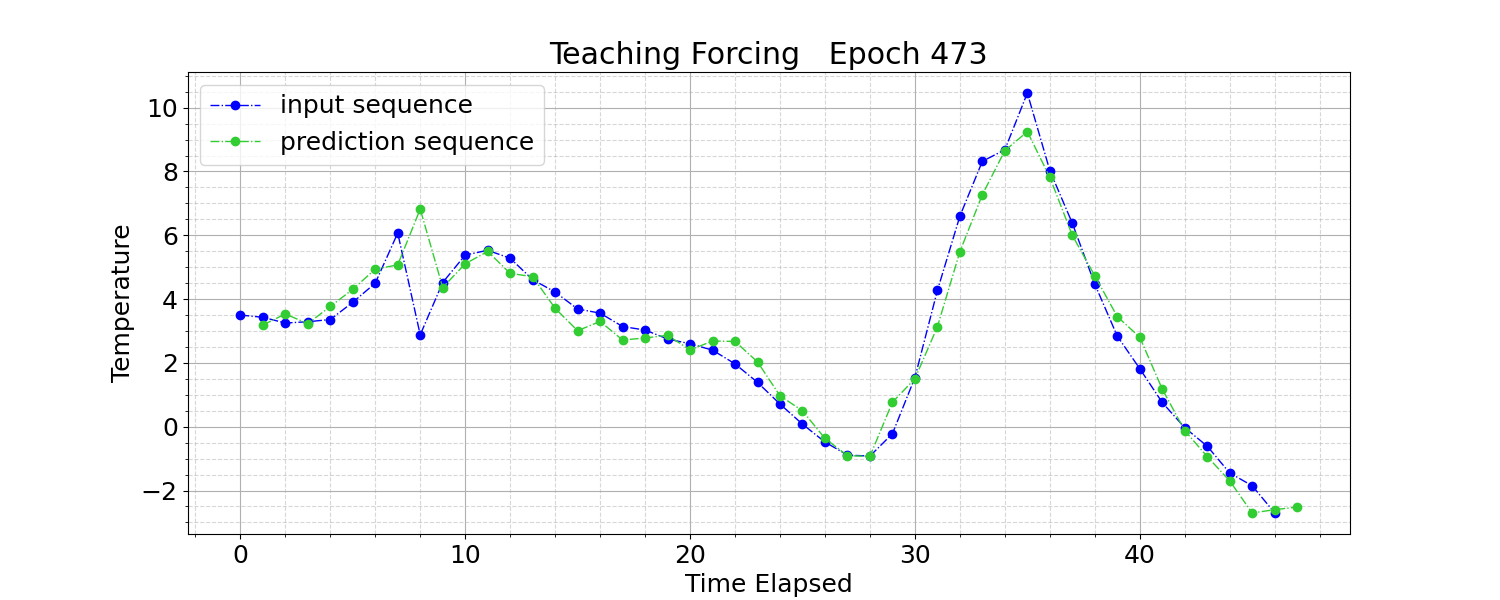 Teaching Forcing   Epoch 473
input sequence
prediction sequence
10
8
6
4
2
0
−2
Temperature
0 10 20 30 40
Time Elapsed